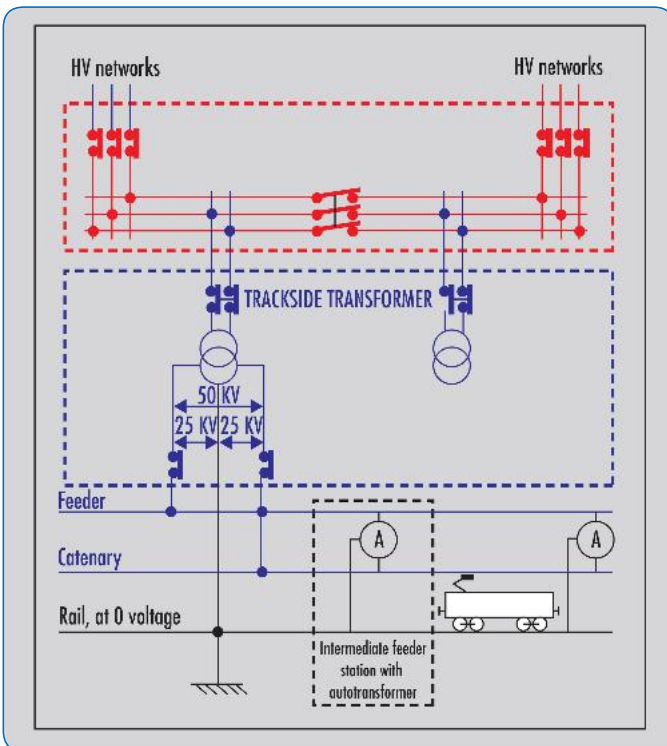 HV networks
HV networks
TRACKSIDE TRANSFORMER
50 KV
25 KV
25 KV
Feeder
A
A
Catenary
Rail, at 0 voltage
Intermediate feeder
station with
autotransformer